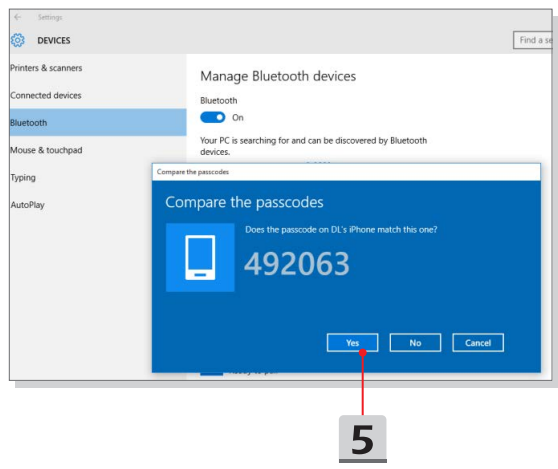 ← Settings
DEVICES
Find a se
Printers & scanners
Connected devices
Bluetooth
Mouse & touchpad
Typing
AutoPlay
Manage Bluetooth devices
Bluetooth
On
Your PC is searching for and can be discovered by Bluetooth
devices.
Compare the passcodes
Compare the passcodes
Does the passcode on DL's iPhone match this one?
492063
Yes No Cancel
5